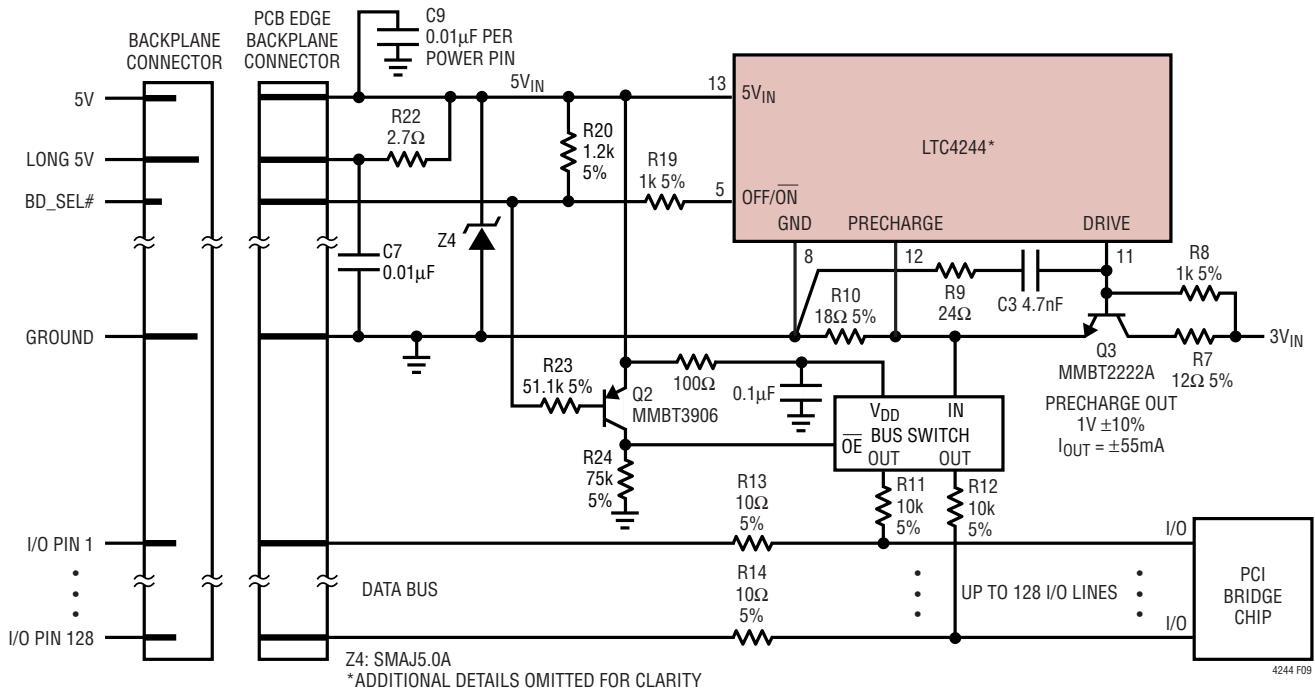 BACKPLANE
CONNECTOR
PCB EDGE
BACKPLANE
CONNECTOR
C9
0.01µF PER
POWER PIN
5V
LONG 5V
BD_SEL#
GROUND
I/O PIN 1
I/O PIN 128
5VIN
R22
2.7Ω
R20
1.2k
5%
R19
1k 5%
Z4
C7
0.01µF
13
5VIN
LTC4244*
5
OFF/ON
GND
PRECHARGE
DRIVE
8
12
11
R10
18Ω 5%
R9
24Ω
C3 4.7nF
R8
1k 5%
3VIN
Q3
MMBT2222A
R7
12Ω 5%
PRECHARGE OUT
1V ±10%
IOUT = ±55mA
R23
51.1k 5%
Q2
MMBT3906
100Ω
0.1µF
VDD
IN
BUS SWITCH
OE
OUT
OUT
R24
75k
5%
R13
10Ω
5%
R11
10k
5%
R12
10k
5%
R14
10Ω
5%
DATA BUS
UP TO 128 I/O LINES
I/O
I/O
PCI
BRIDGE
CHIP
Z4: SMAJ5.0A
*ADDITIONAL DETAILS OMITTED FOR CLARITY
4244 F09